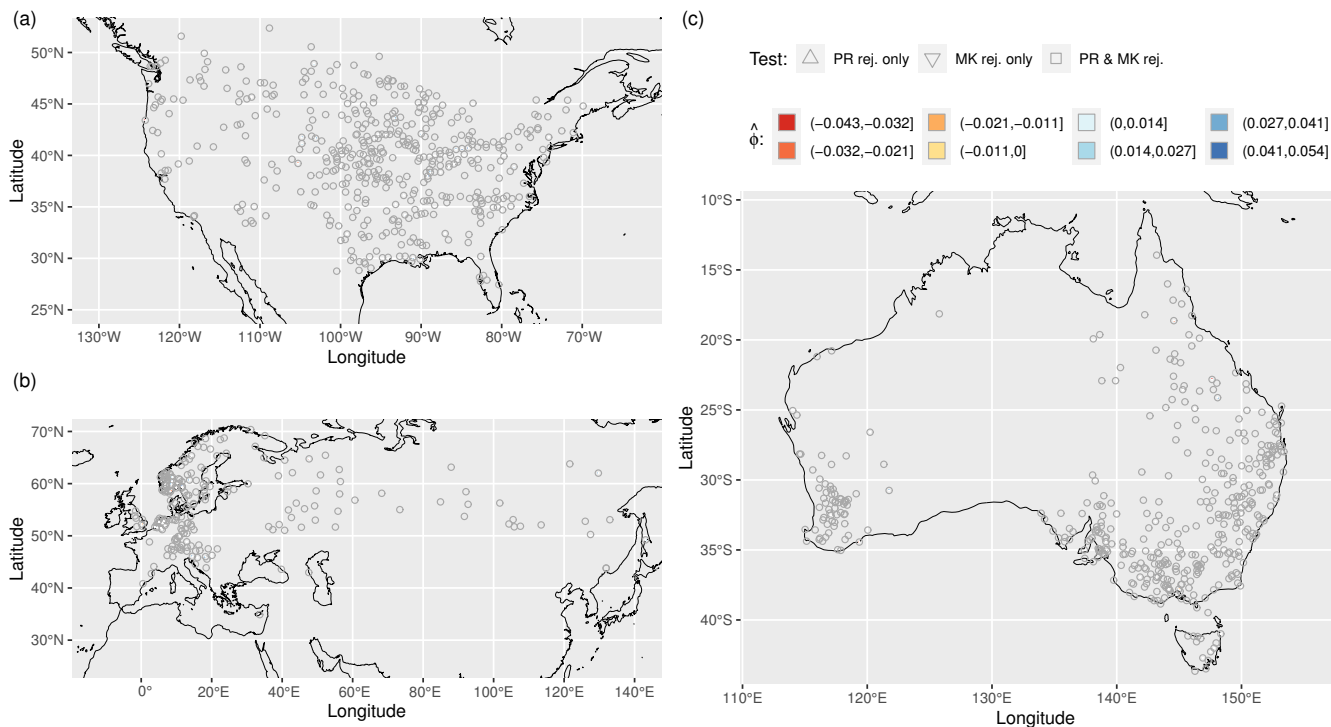 (a)
50°N
45°N
40°N
35°N
30°N
25°N
Latitude
130°W 120°W 110°W 100°W 90°W 80°W 70°W
Longitude
(b)
70°N
60°N
50°N
40°N
30°N
Latitude
0° 20°E 40°E 60°E 80°E 100°E 120°E 140°E
Longitude
(c)
Test: PR rej. only MK rej. only PR & MK rej.
ϕ̂: (-0.043,-0.032] (-0.021,-0.011] (0,0.014] (0.027,0.041]
(-0.032,-0.021] (-0.011,0] (0.014,0.027] (0.041,0.054]
10°S
15°S
20°S
25°S
30°S
35°S
40°S
Latitude
110°E 120°E 130°E 140°E 150°E
Longitude